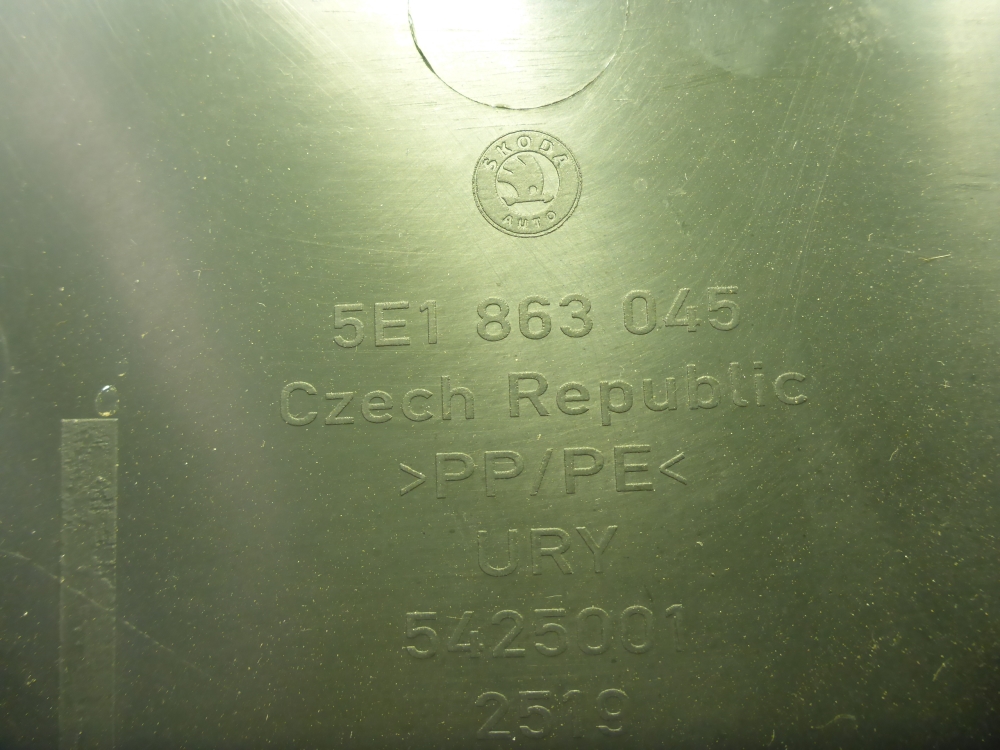 ŠKODA
AUTO
5E1 863 045
Czech Republic
>PP/PE<
URY
5425001
2519